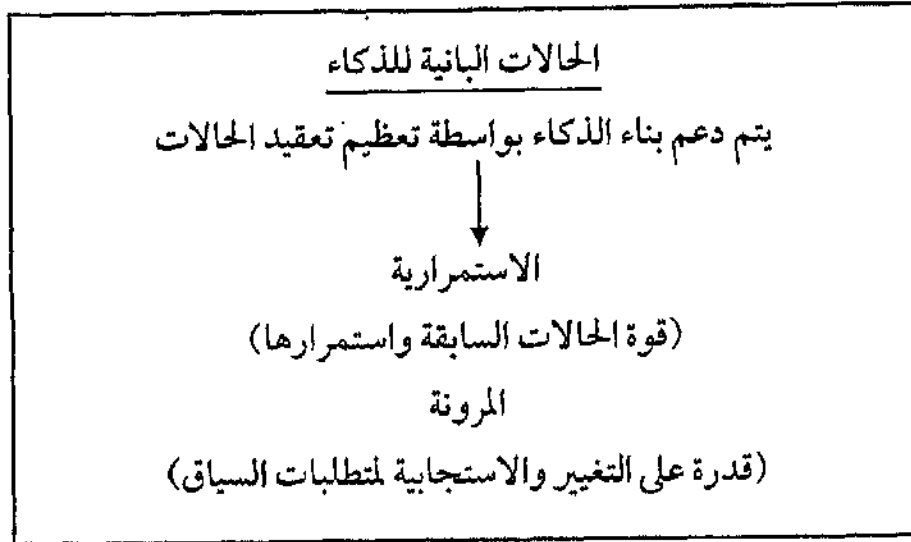 الحالات البانية للذكاء
يتم دعم بناء الذكاء بواسطة تعظيم تعقيد الحالات
الاستمرارية
(قوة الحالات السابقة واستمرارها)
المرونة
(قدرة على التغيير والاستجابية لمتطلبات السياق)